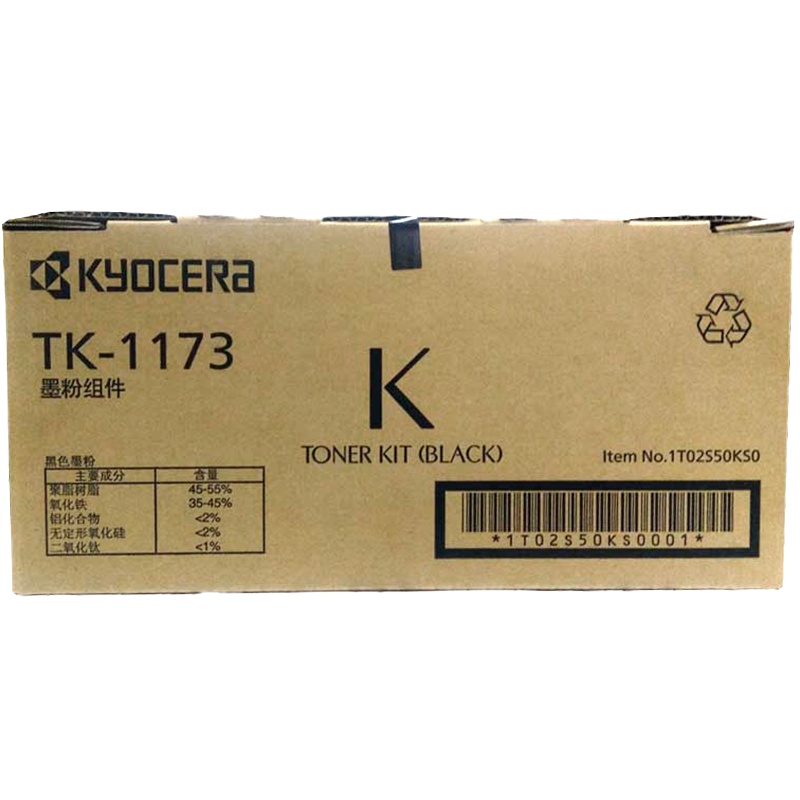 KYOCERA
TK-1173
墨粉组件
K
TONER KIT (BLACK)
Item No.1T02S50KS0
黑色墨粉
主要成分 含量
聚脂树脂 45-55%
氧化铁 35-45%
铝化合物 <2%
无定形氧化硅 <2%
二氧化钛 <1%
*1T02S50KS0001*